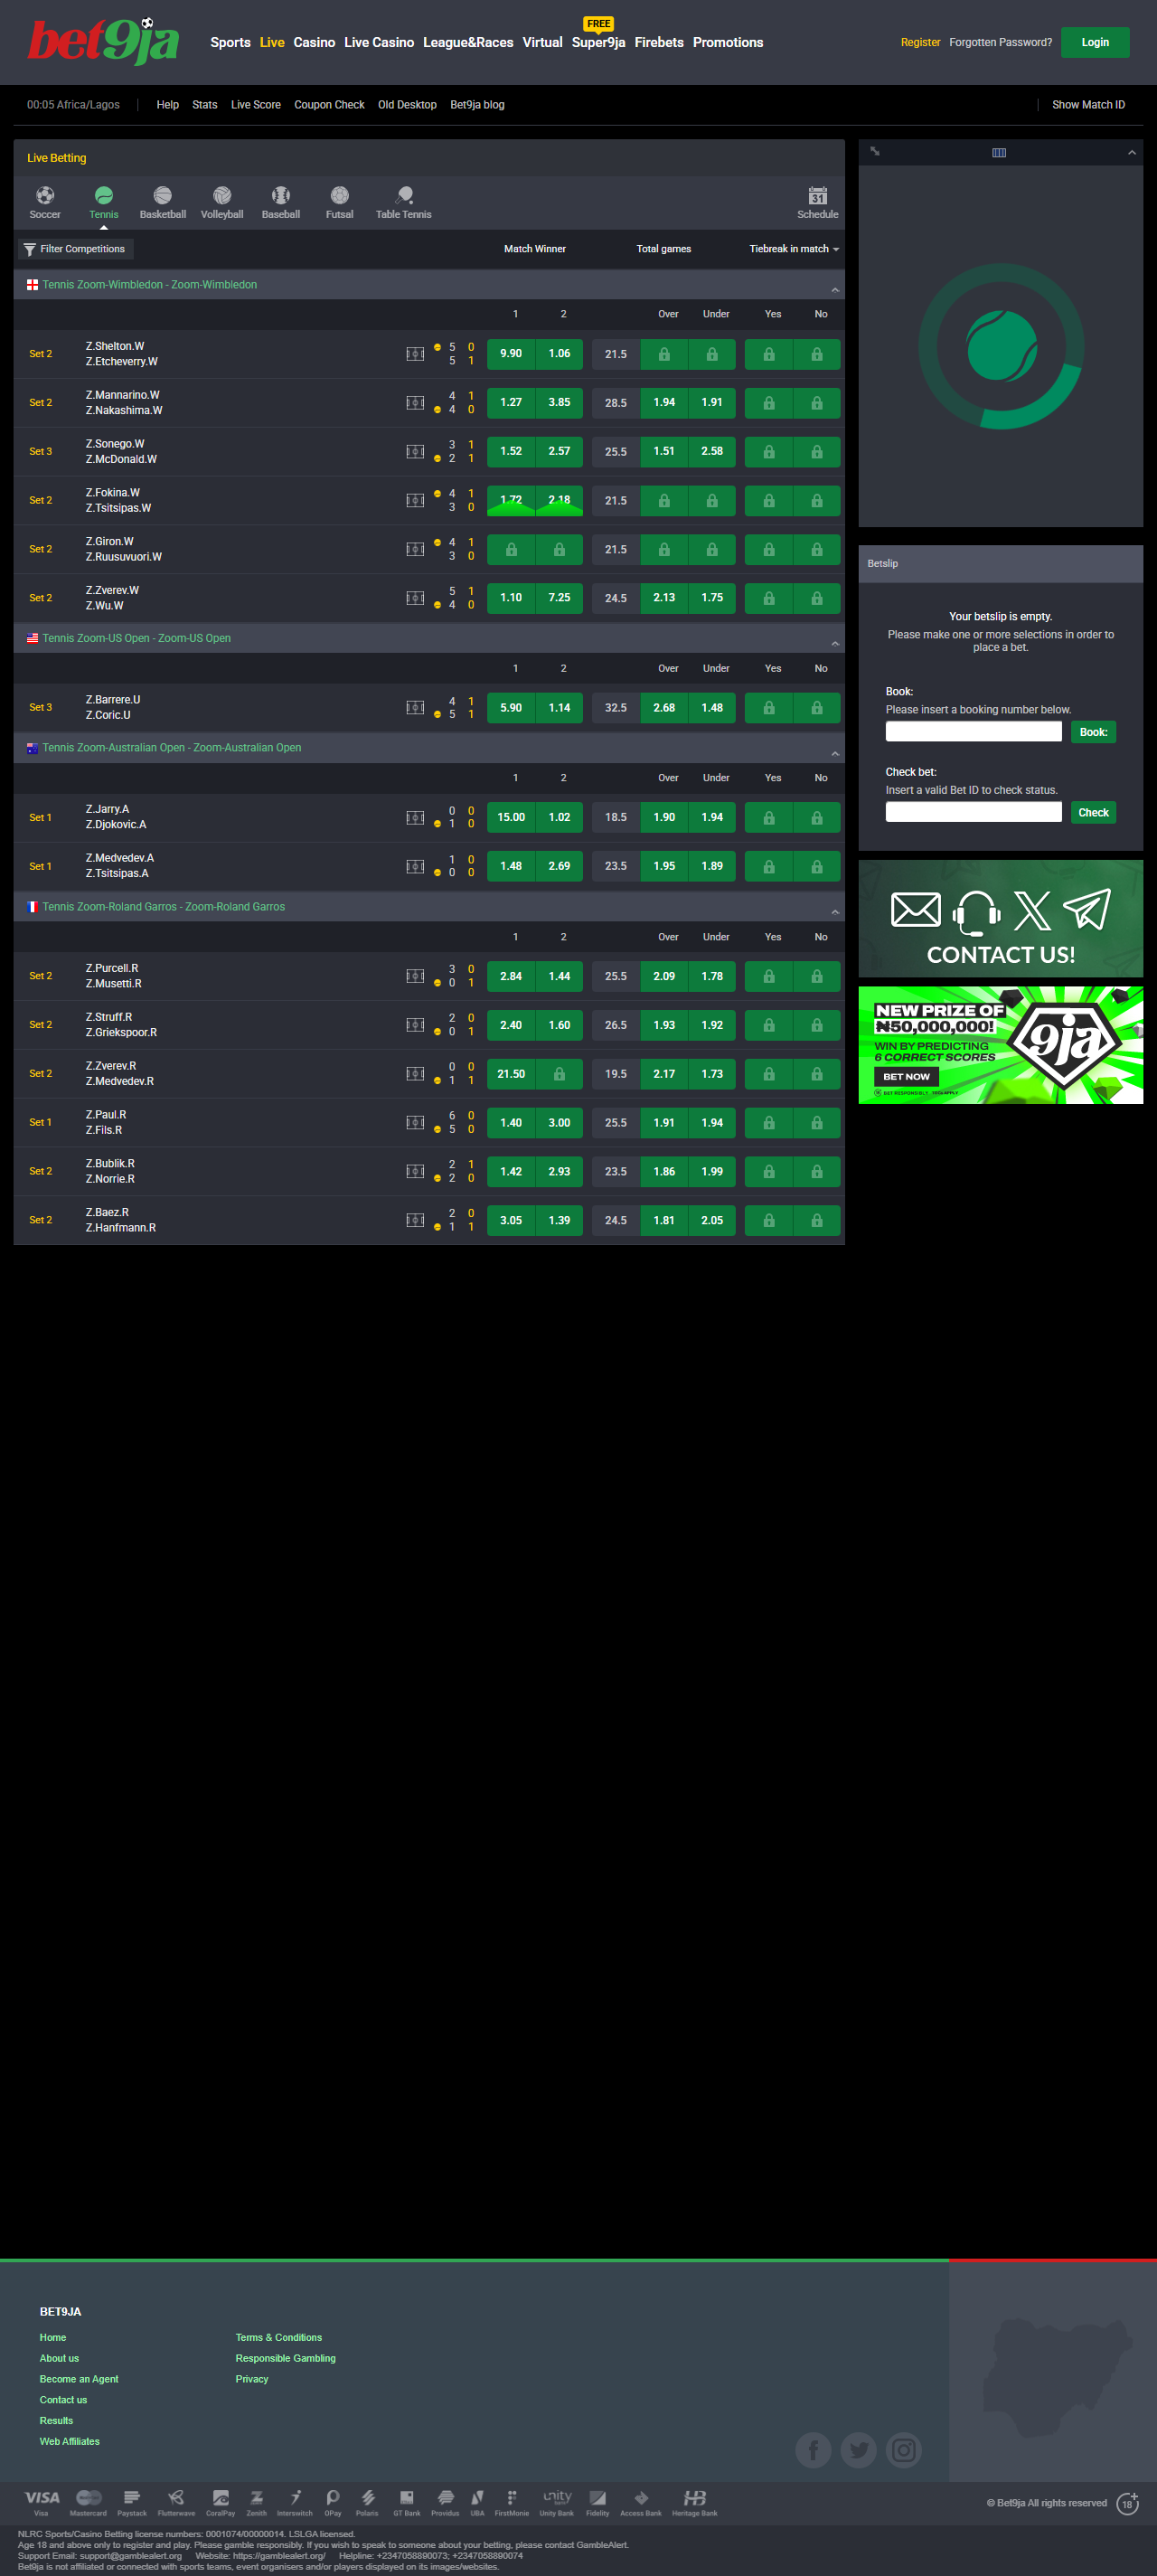 bet9ja
FREE
Sports Live Casino Live Casino League&Races Virtual Super9ja Firebets Promotions
Register Forgotten Password? Login
00:05 Africa/Lagos Help Stats Live Score Coupon Check Old Desktop Bet9ja blog Show Match ID
Live Betting
Soccer Tennis Basketball Volleyball Baseball Futsal Table Tennis 31 Schedule
Filter Competitions Match Winner Total games Tiebreak in match
Tennis Zoom-Wimbledon - Zoom-Wimbledon
1 2 Over Under Yes No
Set 2 Z.Shelton.W 5 0 9.90 1.06 21.5
Z.Etcheverry.W 5 1
Set 2 Z.Mannarino.W 4 1 1.27 3.85 28.5 1.94 1.91
Z.Nakashima.W 4 0
Set 3 Z.Sonego.W 3 1 1.52 2.57 25.5 1.51 2.58
Z.McDonald.W 2 1
Set 2 Z.Fokina.W 4 1 1.72 2.18 21.5
Z.Tsitsipas.W 3 0
Set 2 Z.Giron.W 4 1 21.5
Z.Ruusuvuori.W 3 0
Set 2 Z.Zverev.W 5 1 1.10 7.25 24.5 2.13 1.75
Z.Wu.W 4 0
Tennis Zoom-US Open - Zoom-US Open
1 2 Over Under Yes No
Set 3 Z.Barrere.U 4 1 5.90 1.14 32.5 2.68 1.48
Z.Coric.U 5 1
Tennis Zoom-Australian Open - Zoom-Australian Open
1 2 Over Under Yes No
Set 1 Z.Jarry.A 0 0 15.00 1.02 18.5 1.90 1.94
Z.Djokovic.A 1 0
Set 1 Z.Medvedev.A 1 0 1.48 2.69 23.5 1.95 1.89
Z.Tsitsipas.A 0 0
Tennis Zoom-Roland Garros - Zoom-Roland Garros
1 2 Over Under Yes No
Set 2 Z.Purcell.R 3 0 2.84 1.44 25.5 2.09 1.78
Z.Musetti.R 0 1
Set 2 Z.Struff.R 2 0 2.40 1.60 26.5 1.93 1.92
Z.Griekspoor.R 0 1
Set 2 Z.Zverev.R 0 0 21.50 19.5 2.17 1.73
Z.Medvedev.R 1 1
Set 1 Z.Paul.R 6 0 1.40 3.00 25.5 1.91 1.94
Z.Fils.R 5 0
Set 2 Z.Bublik.R 2 1 1.42 2.93 23.5 1.86 1.99
Z.Norrie.R 2 0
Set 2 Z.Baez.R 2 0 3.05 1.39 24.5 1.81 2.05
Z.Hanfmann.R 1 1
Betslip
Your betslip is empty.
Please make one or more selections in order to
place a bet.
Book:
Please insert a booking number below.
Book:
Check bet:
Insert a valid Bet ID to check status.
Check
CONTACT US!
NEW PRIZE OF
₦50,000,000!
WIN BY PREDICTING
6 CORRECT SCORES
BET NOW
BET RESPONSIBLY
9ja
BET9JA
Home Terms & Conditions
About us Responsible Gambling
Become an Agent Privacy
Contact us
Results
Web Affiliates
VISA unity HB
Visa Mastercard Paystack Flutterwave CoralPay Zenith Interswitch OPay Polaris GT Bank Providus UBA FirstMonie Unity Bank Fidelity Access Bank Heritage Bank
© Bet9ja All rights reserved 18+
NLRC Sports/Casino Betting license numbers: 0001074/00000014. LSLGA licensed.
Age 18 and above only to register and play. Please gamble responsibly. If you wish to speak to someone about your betting, please contact GambleAlert.
Support Email: support@gamblealert.org Website: https://gamblealert.org/ Helpline: +2347058890073; +2347058890074
Bet9ja is not affiliated or connected with sports teams, event organisers and/or players displayed on its images/websites.